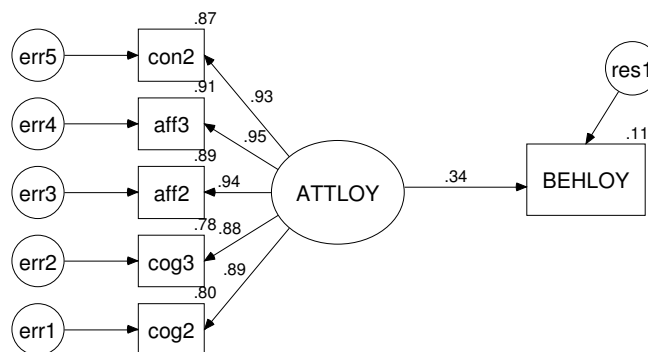 .87
err5
con2
res1
.91
.93
err4
aff3
.95
.11
.89
err3
aff2
.94
ATTLOY
.34
BEHLOY
.78
.88
err2
cog3
.89
.80
err1
cog2